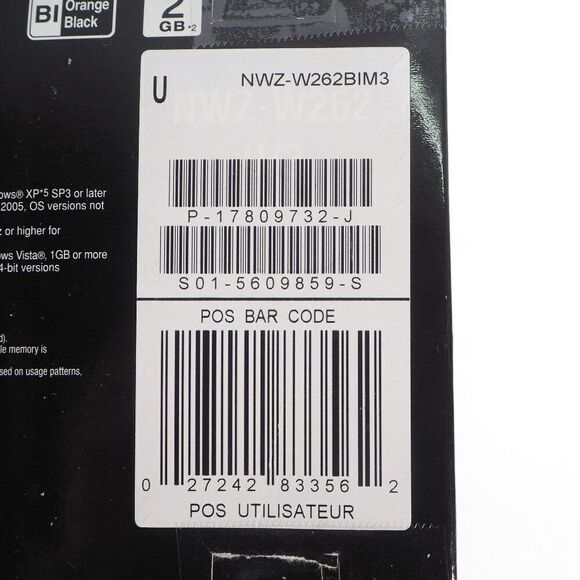 BI Orange Black
2 GB *2
U NWZ-W262BIM3
NWZ-W262
P-17809732-J
S01-5609859-S
POS BAR CODE
0 27242 83356 2
POS UTILISATEUR
ows® XP*5 SP3 or later
2005, OS versions not
z or higher for
ows Vista®, 1GB or more
4-bit versions
d).
le memory is
sed on usage patterns,